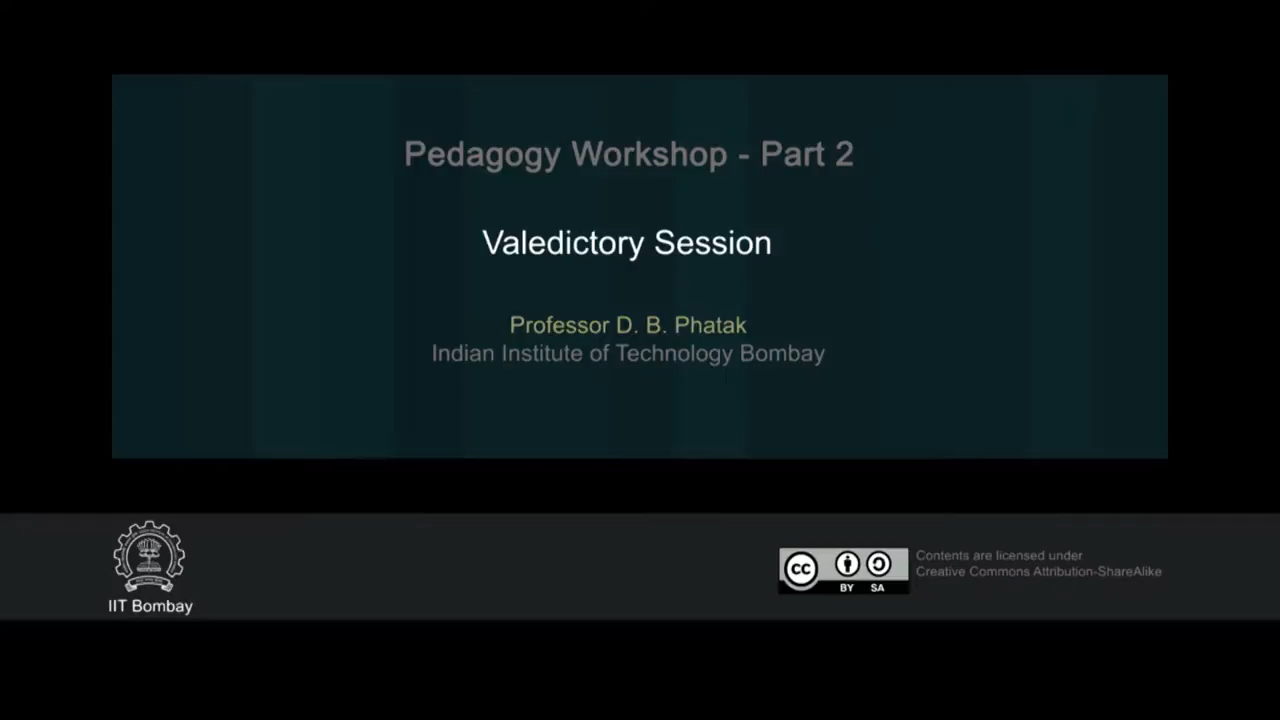 Pedagogy Workshop - Part 2
Valedictory Session
Professor D. B. Phatak
Indian Institute of Technology Bombay
IIT Bombay
cc
BY SA
Contents are licensed under
Creative Commons Attribution-ShareAlike